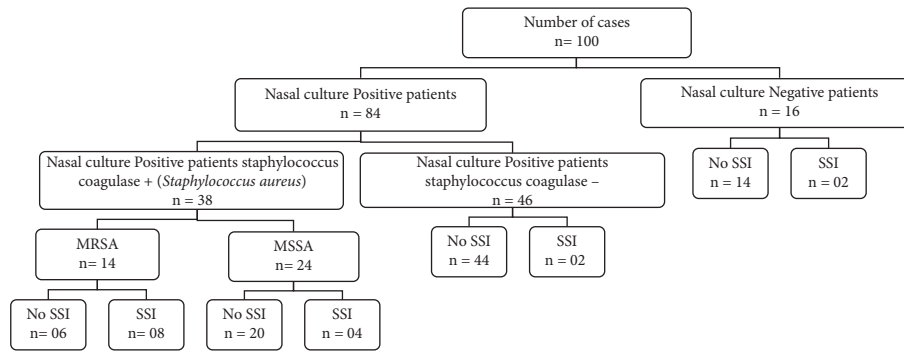 Number of cases
n= 100
Nasal culture Positive patients
n = 84
Nasal culture Negative patients
n = 16
Nasal culture Positive patients staphylococcus
coagulase + (Staphylococcus aureus)
n = 38
Nasal culture Positive patients
staphylococcus coagulase –
n = 46
No SSI
n = 14
SSI
n = 02
MRSA
n = 14
MSSA
n = 24
No SSI
n = 44
SSI
n = 02
No SSI
n= 06
SSI
n= 08
No SSI
n = 20
SSI
n = 04